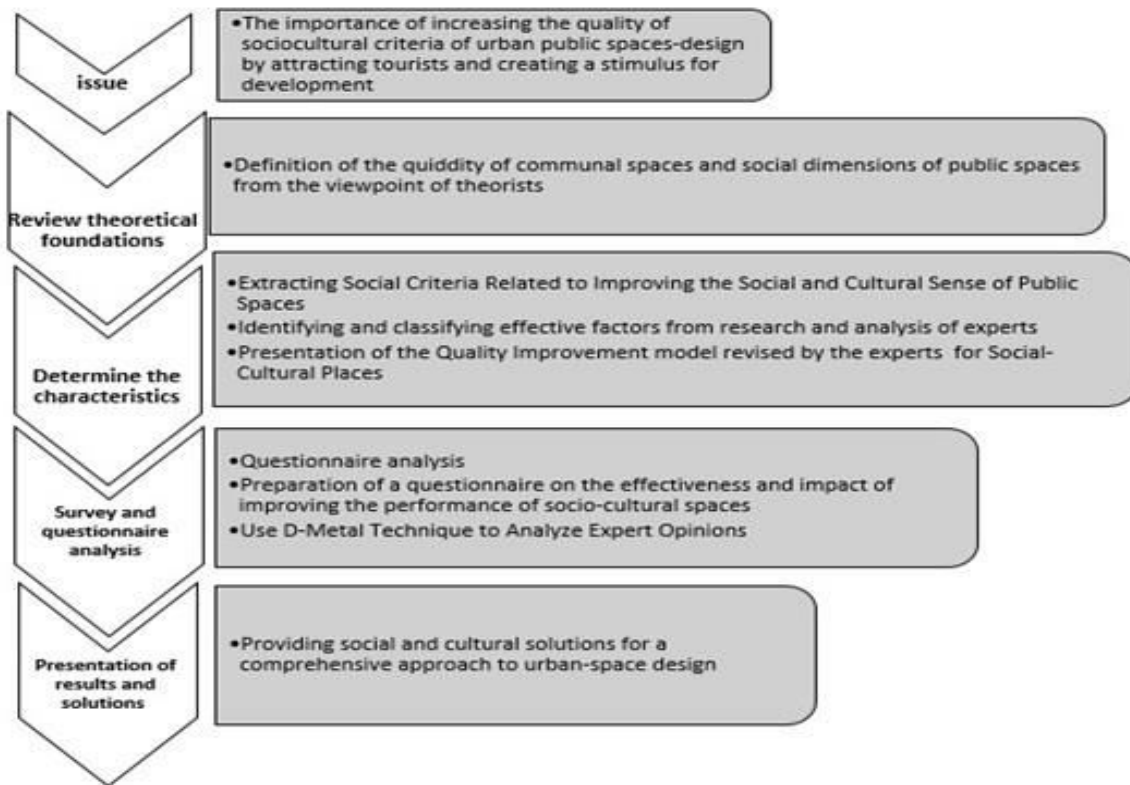 issue
•The importance of increasing the quality of
sociocultural criteria of urban public spaces-design
by attracting tourists and creating a stimulus for
development
Review theoretical
foundations
•Definition of the quiddity of communal spaces and social dimensions of public spaces
from the viewpoint of theorists
Determine the
characteristics
•Extracting Social Criteria Related to Improving the Social and Cultural Sense of Public
Spaces
•Identifying and classifying effective factors from research and analysis of experts
•Presentation of the Quality Improvement model revised by the experts for Social-
Cultural Places
Survey and
questionnaire
analysis
•Questionnaire analysis
•Preparation of a questionnaire on the effectiveness and impact of
improving the performance of socio-cultural spaces
•Use D-Metal Technique to Analyze Expert Opinions
Presentation of
results and
solutions
•Providing social and cultural solutions for a
comprehensive approach to urban-space design